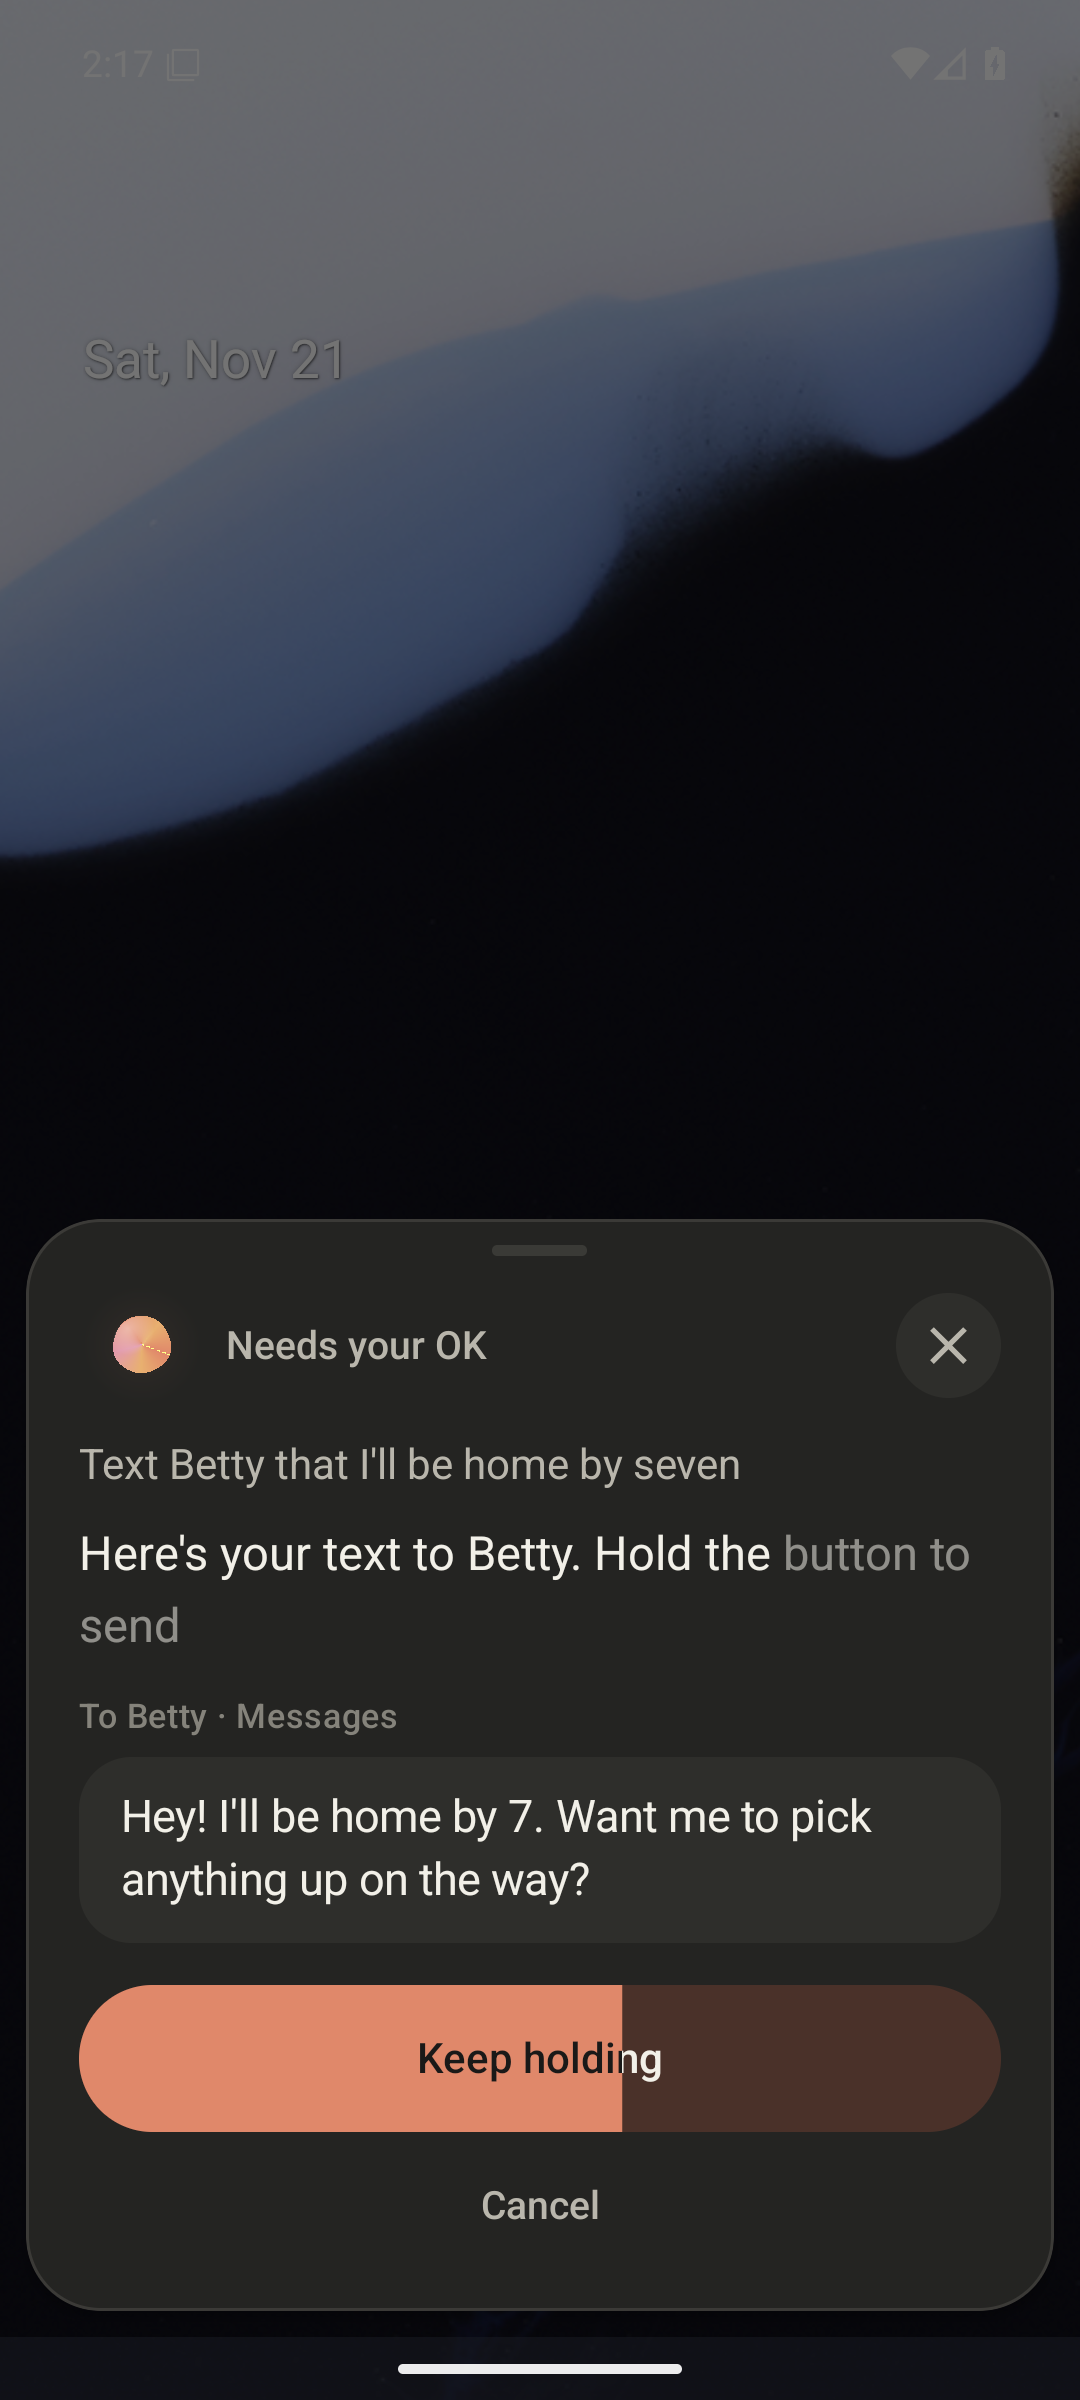 2:17
Sat, Nov 21
Needs your OK
Text Betty that I'll be home by seven
Here's your text to Betty. Hold the button to
send
To Betty · Messages
Hey! I'll be home by 7. Want me to pick
anything up on the way?
Keep holding
Cancel